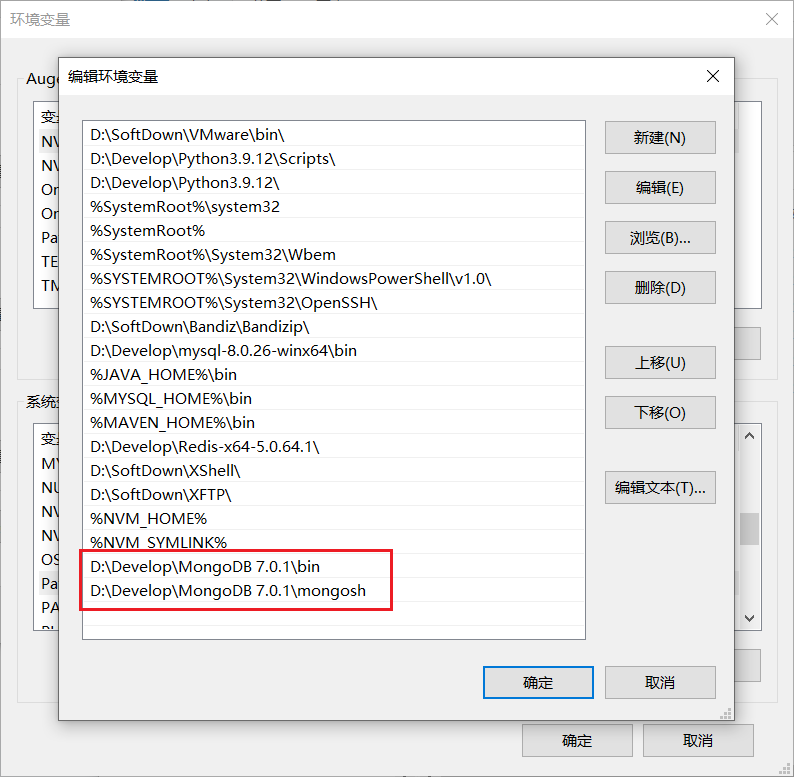 环境变量
编辑环境变量
Auge
变量
NV
NV
On
On
Pa
TE
TM
系统变
变量
MY
NU
NV
NV
OS
Pa
PA
D:\SoftDown\VMware\bin\
D:\Develop\Python3.9.12\Scripts\
D:\Develop\Python3.9.12\
%SystemRoot%\system32
%SystemRoot%
%SystemRoot%\System32\Wbem
%SYSTEMROOT%\System32\WindowsPowerShell\v1.0\
%SYSTEMROOT%\System32\OpenSSH\
D:\SoftDown\Bandiz\Bandizip\
D:\Develop\mysql-8.0.26-winx64\bin
%JAVA_HOME%\bin
%MYSQL_HOME%\bin
%MAVEN_HOME%\bin
D:\Develop\Redis-x64-5.0.64.1\
D:\SoftDown\XShell\
D:\SoftDown\XFTP\
%NVM_HOME%
%NVM_SYMLINK%
D:\Develop\MongoDB 7.0.1\bin
D:\Develop\MongoDB 7.0.1\mongosh
新建(N)
编辑(E)
浏览(B)...
删除(D)
上移(U)
下移(O)
编辑文本(T)...
确定
取消
确定
取消